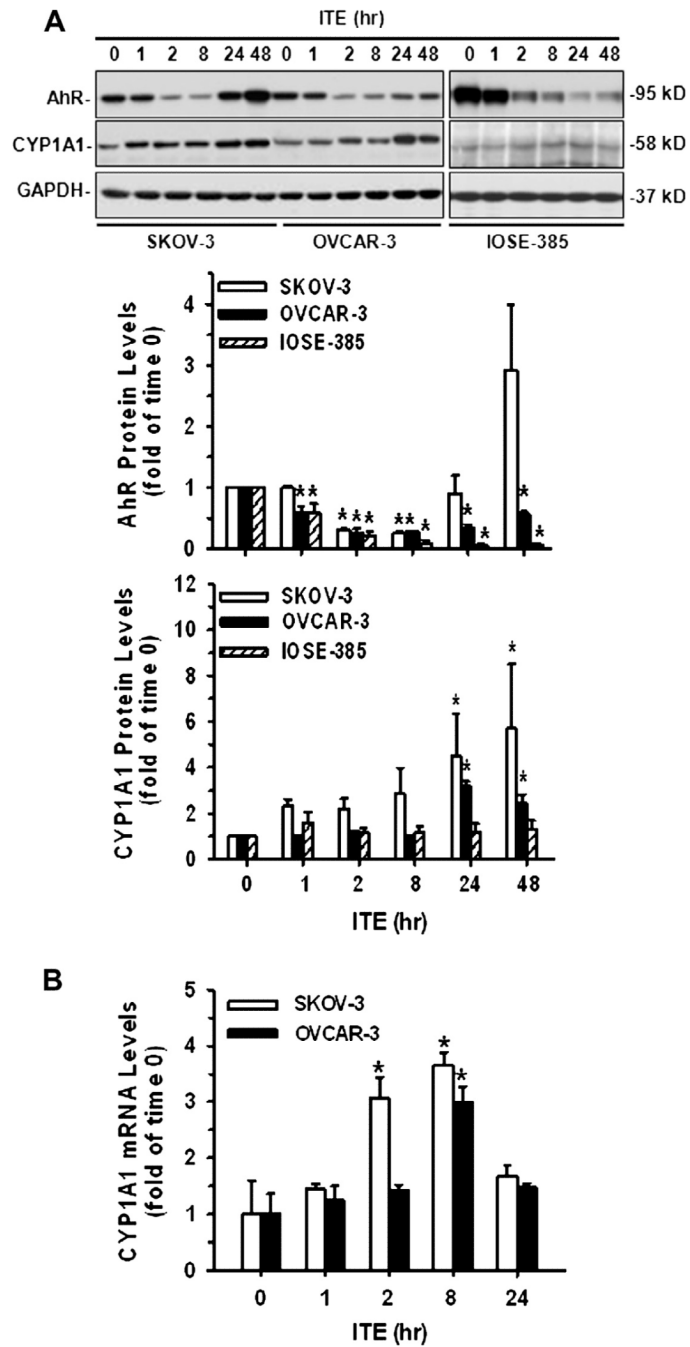 A
ITE (hr)
0 1 2 8 24 48 0 1 2 8 24 48 0 1 2 8 24 48
AhR- -95 kD
CYP1A1- -58 kD
GAPDH- -37 kD
SKOV-3 OVCAR-3 IOSE-385
AhR Protein Levels
(fold of time 0)
4
3
2
1
0
SKOV-3
OVCAR-3
IOSE-385
* * * * * * * * * * * *
CYP1A1 Protein Levels
(fold of time 0)
12
10
8
6
4
2
0
SKOV-3
OVCAR-3
IOSE-385
* * * *
0 1 2 8 24 48
ITE (hr)
B
CYP1A1 mRNA Levels
(fold of time 0)
5
4
3
2
1
0
SKOV-3
OVCAR-3
* * *
0 1 2 8 24
ITE (hr)